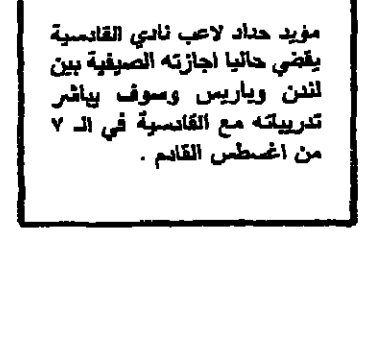 مؤيد حداد لاعب نادي القادسية
يقضي حاليا اجازته الصيفية بين
لندن وباريس وسوف يباشر
تدريباته مع القادسية في الـ ٧
من اغسطس القادم .